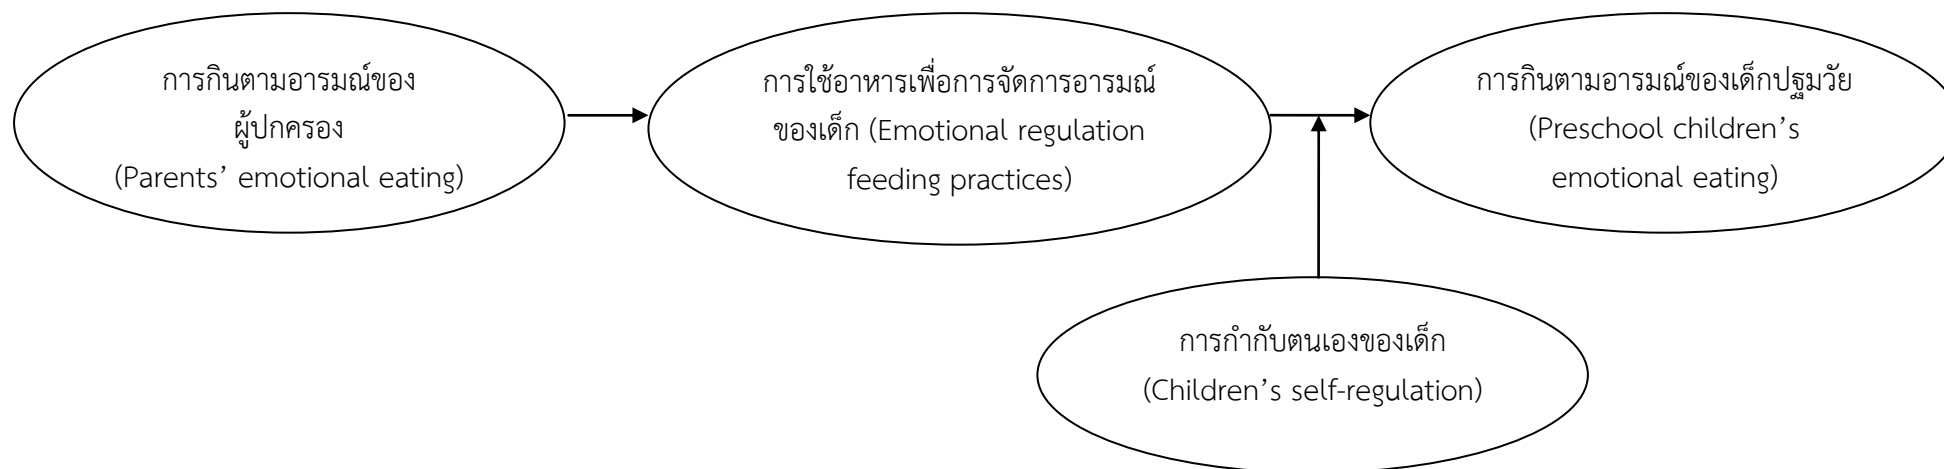 การกินตามอารมณ์ของ
ผู้ปกครอง
(Parents’ emotional eating)
การใช้อาหารเพื่อการจัดการอารมณ์
ของเด็ก (Emotional regulation
feeding practices)
การกินตามอารมณ์ของเด็กปฐมวัย
(Preschool children’s
emotional eating)
การกำกับตนเองของเด็ก
(Children’s self-regulation)